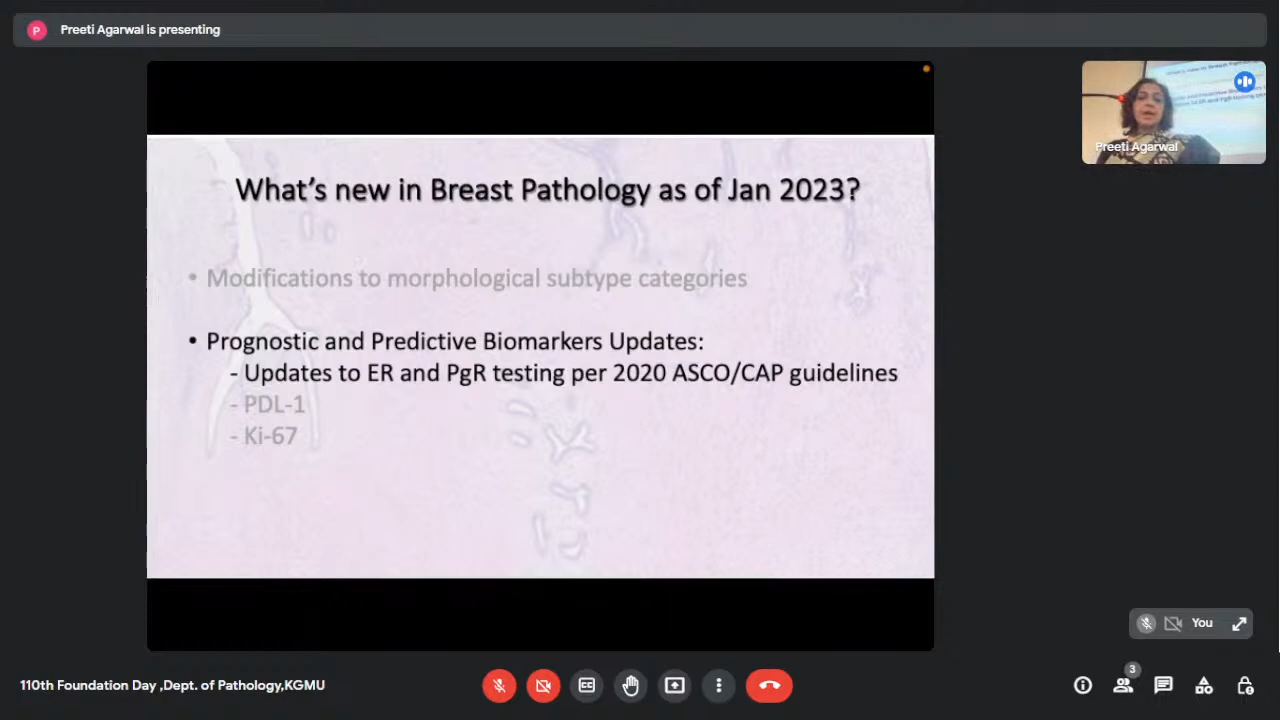 P
Preeti Agarwal is presenting
What's new in Breast Pathology as of Jan 2023?
• Modifications to morphological subtype categories
• Prognostic and Predictive Biomarkers Updates:
- Updates to ER and PgR testing per 2020 ASCO/CAP guidelines
- PDL-1
- Ki-67
Preeti Agarwal
You
3
110th Foundation Day ,Dept. of Pathology,KGMU